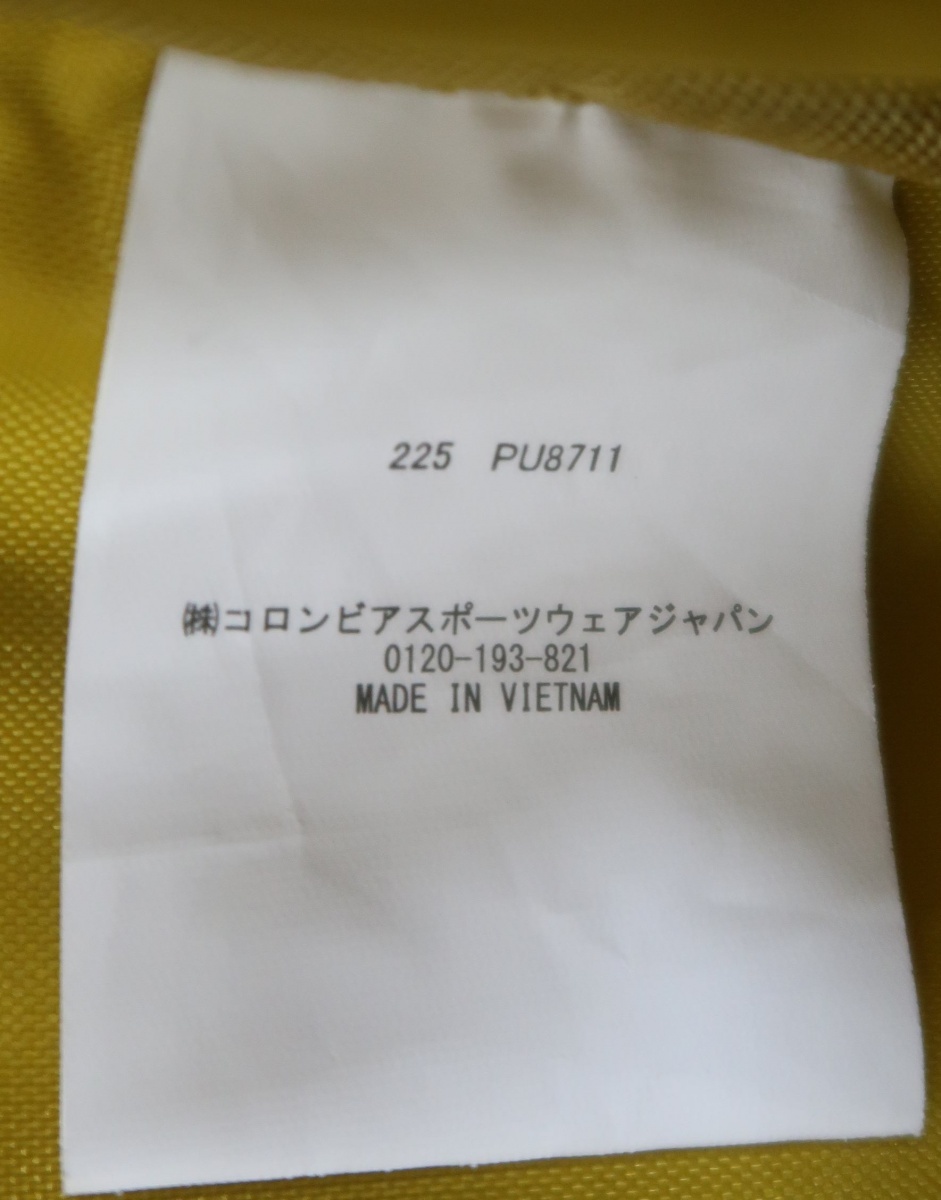 225 PU8711
㈱コロンビアスポーツウェアジャパン
0120-193-821
MADE IN VIETNAM